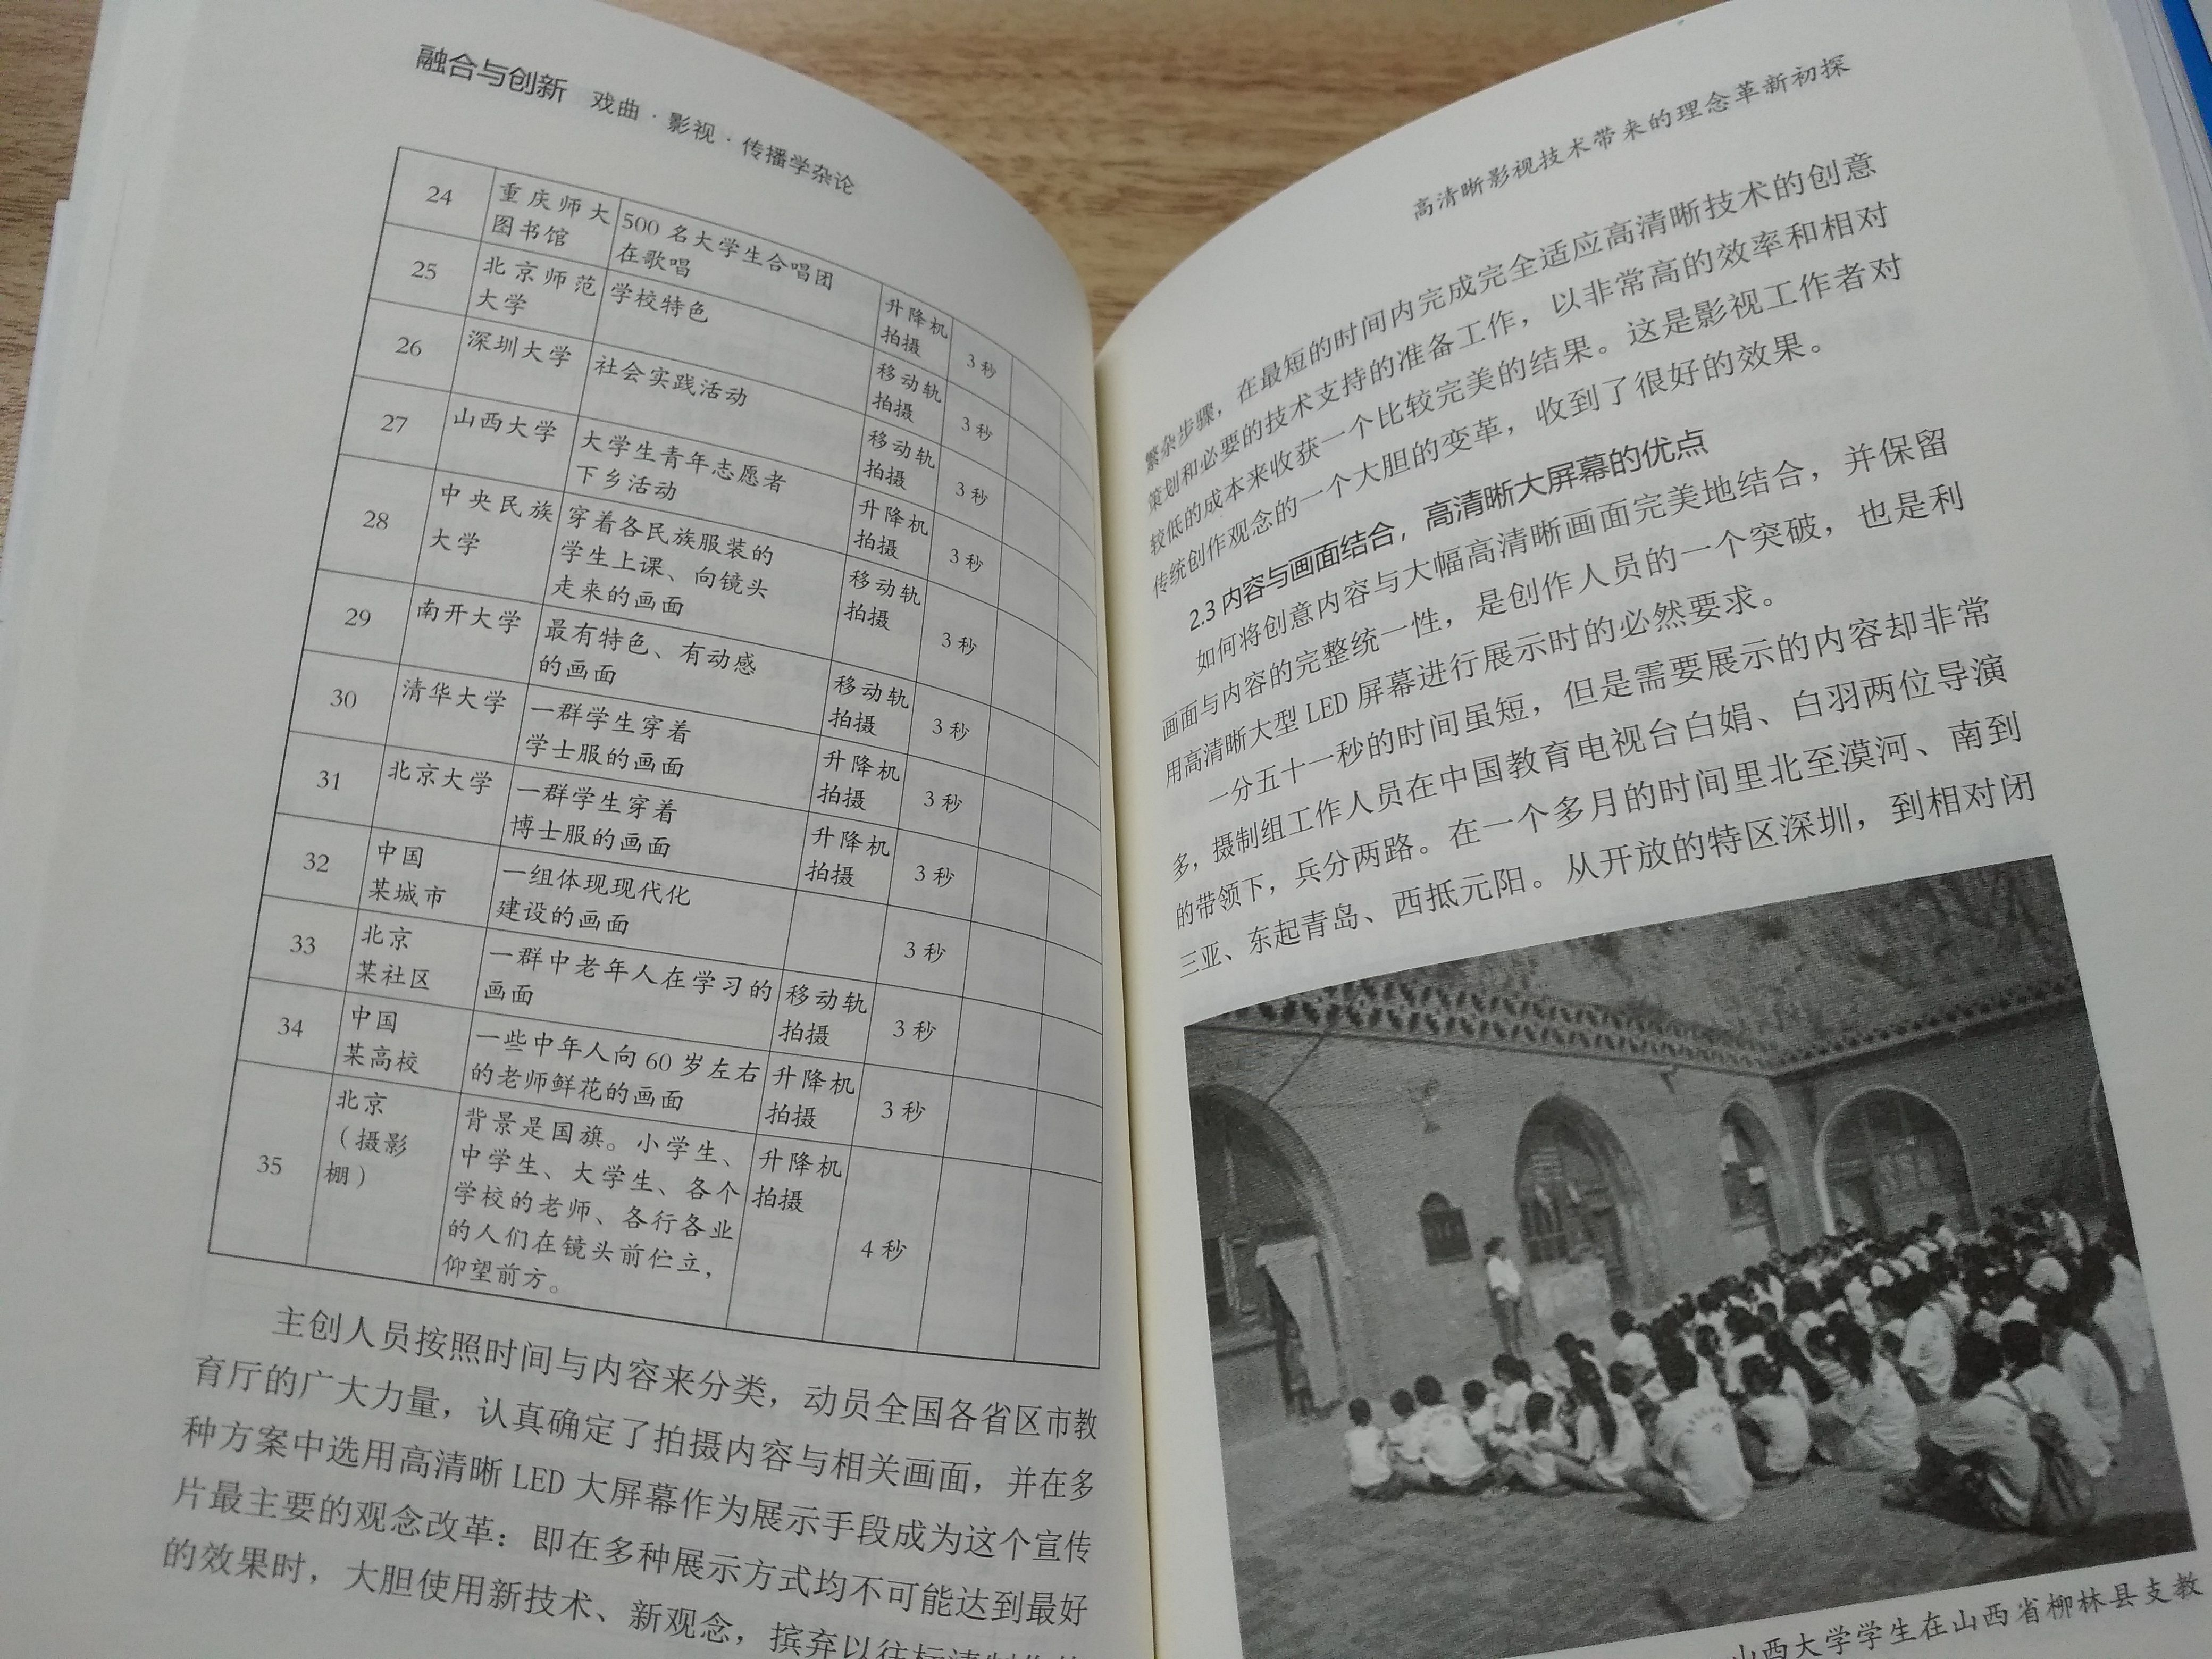 融合与创新 戏曲·影视·传播学杂论
24 重庆师大 500 名大学生合唱团 升降机 3 秒
图书馆 在歌唱 拍摄
25 北京师范 学校特色 移动轨 3 秒
大学 拍摄
26 深圳大学 社会实践活动 移动轨 3 秒
拍摄
27 山西大学 大学生青年志愿者 升降机 3 秒
下乡活动 拍摄
28 中央民族 穿着各民族服装的 移动轨 3 秒
大学 学生上课、向镜头 拍摄
走来的画面
29 南开大学 最有特色、有动感 移动轨 3 秒
的画面 拍摄
30 清华大学 一群学生穿着 升降机 3 秒
学士服的画面 拍摄
31 北京大学 一群学生穿着 升降机 3 秒
博士服的画面 拍摄
32 中国 一组体现现代化 3 秒
某城市 建设的画面
33 北京 一群中老年人在学习的 移动轨 3 秒
某社区 画面 拍摄
34 中国 一些中年人向 60 岁左右 升降机 3 秒
某高校 的老师鲜花的画面 拍摄
35 北京 背景是国旗。小学生、 升降机 4 秒
（摄影 中学生、大学生、各个 拍摄
棚） 学校的老师、各行各业
的人们在镜头前伫立，
仰望前方。
主创人员按照时间与内容来分类，动员全国各省区市教
育厅的广大力量，认真确定了拍摄内容与相关画面，并在多
种方案中选用高清晰 LED 大屏幕作为展示手段成为这个宣传
片最主要的观念改革：即在多种展示方式均不可能达到最好
的效果时，大胆使用新技术、新观念，摈弃以往标清制作的
高清晰影视技术带来的理念革新初探
繁杂步骤，在最短的时间内完成完全适应高清晰技术的创意
策划和必要的技术支持的准备工作，以非常高的效率和相对
较低的成本来收获一个比较完美的结果。这是影视工作者对
传统创作观念的一个大胆的变革，收到了很好的效果。
2.3 内容与画面结合，高清晰大屏幕的优点
如何将创意内容与大幅高清晰画面完美地结合，并保留
画面与内容的完整统一性，是创作人员的一个突破，也是利
用高清晰大型 LED 屏幕进行展示时的必然要求。
一分五十一秒的时间虽短，但是需要展示的内容却非常
多，摄制组工作人员在中国教育电视台白娟、白羽两位导演
的带领下，兵分两路。在一个多月的时间里北至漠河、南到
三亚、东起青岛、西抵元阳。从开放的特区深圳，到相对闭
山西大学学生在山西省柳林县支教